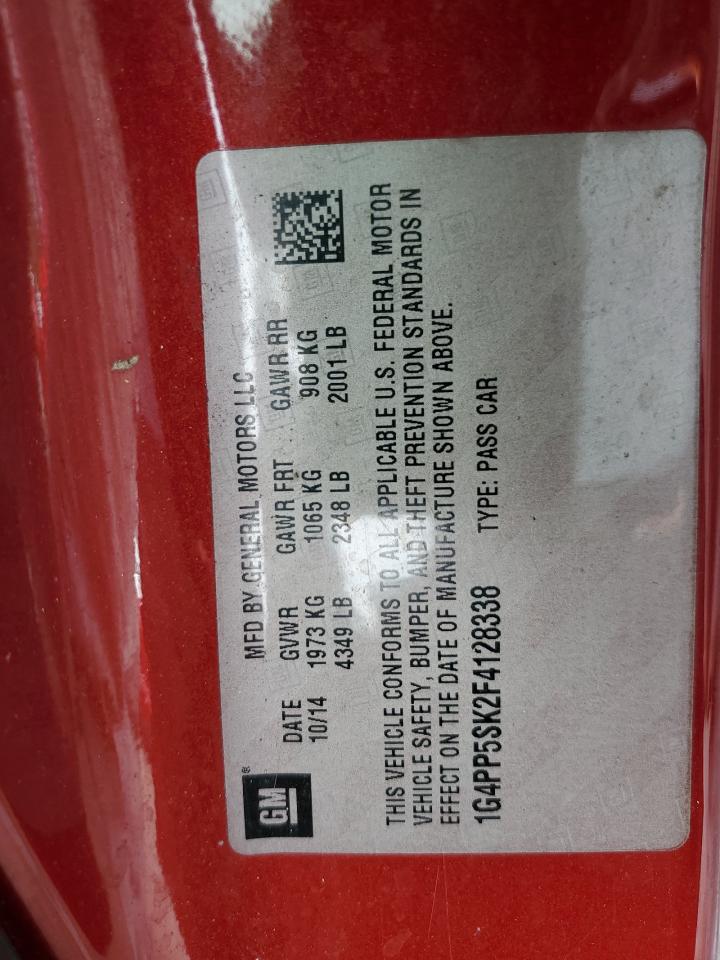 GM®
MFD BY GENERAL MOTORS LLC
DATE GVWR GAWR FRT GAWR RR
10/14 1973 KG 1065 KG 908 KG
4349 LB 2348 LB 2001 LB
THIS VEHICLE CONFORMS TO ALL APPLICABLE U.S. FEDERAL MOTOR
VEHICLE SAFETY, BUMPER, AND THEFT PREVENTION STANDARDS IN
EFFECT ON THE DATE OF MANUFACTURE SHOWN ABOVE.
1G4PP5SK2F4128338 TYPE: PASS CAR